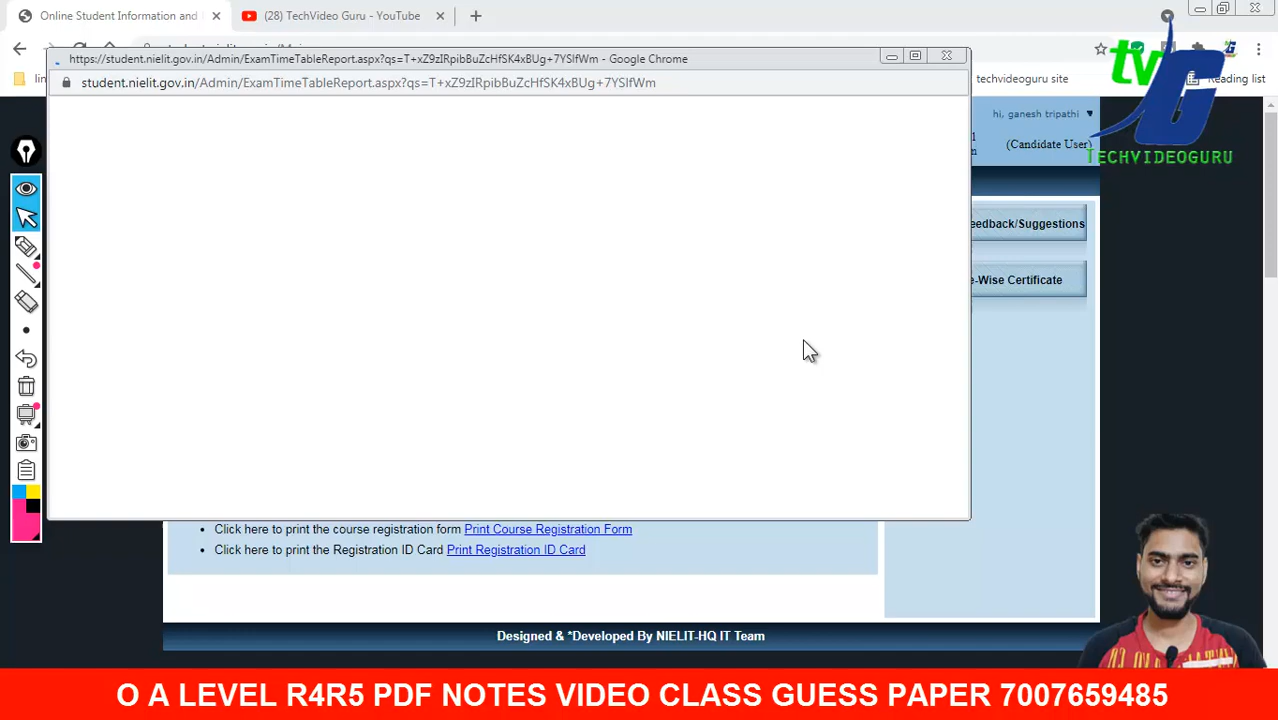 Online Student Information and
(28) TechVideo Guru - YouTube
https://student.nielit.gov.in/Admin/ExamTimeTableReport.aspx?qs=T+xZ9zIRpibBuZcHfSK4xBUg+7YSlfWm - Google Chrome
student.nielit.gov.in/Admin/ExamTimeTableReport.aspx?qs=T+xZ9zIRpibBuZcHfSK4xBUg+7YSlfWm
lin
techvideoguru site
Reading list
tv G
TECHVIDEOGURU
hi, ganesh tripathi
(Candidate User)
eedback/Suggestions
e-Wise Certificate
Click here to print the course registration form Print Course Registration Form
Click here to print the Registration ID Card Print Registration ID Card
Designed & *Developed By NIELIT-HQ IT Team
O A LEVEL R4R5 PDF NOTES VIDEO CLASS GUESS PAPER 7007659485